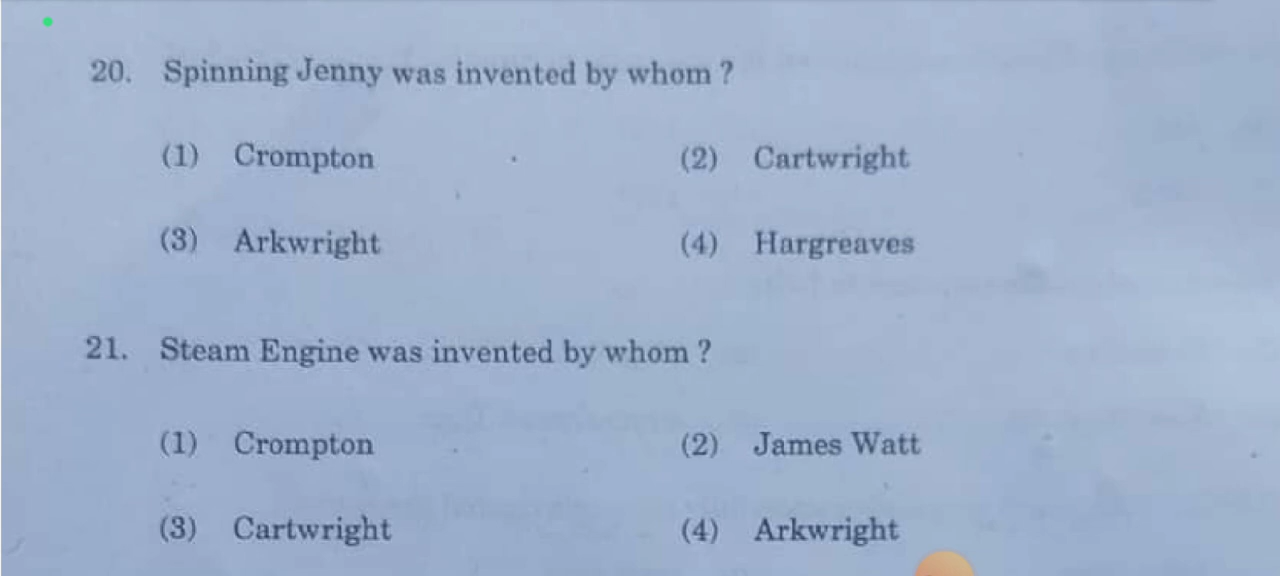 20. Spinning Jenny was invented by whom ?
(1) Crompton (2) Cartwright
(3) Arkwright (4) Hargreaves
21. Steam Engine was invented by whom ?
(1) Crompton (2) James Watt
(3) Cartwright (4) Arkwright